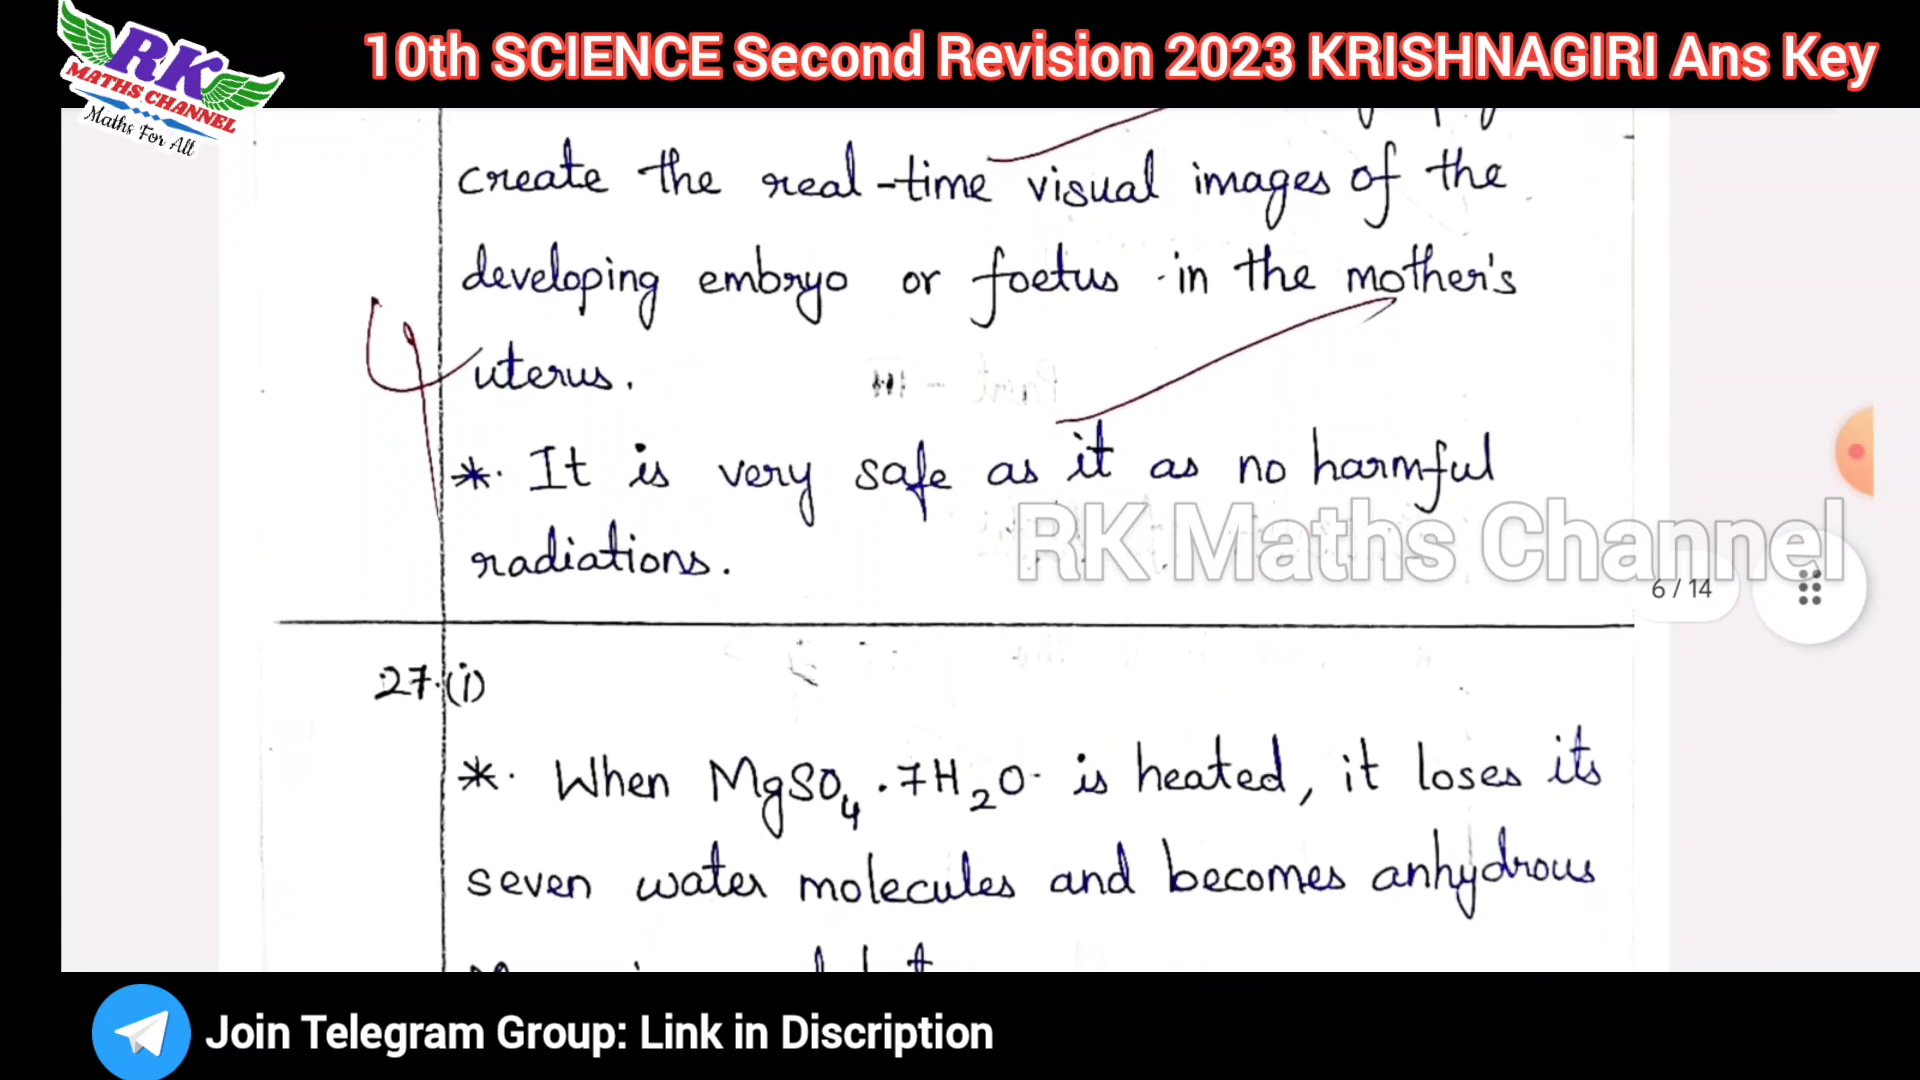 RK
MATHS CHANNEL
Maths For All
10th SCIENCE Second Revision 2023 KRISHNAGIRI Ans Key
create the real-time visual images of the
developing embryo or foetus in the mother's
uterus.
4
* It is very safe as it as no harmful
radiations.
RK Maths Channel
6 / 14
27.(i)
* When MgSO₄.7H₂O is heated, it loses its
seven water molecules and becomes anhydrous
Join Telegram Group: Link in Discription